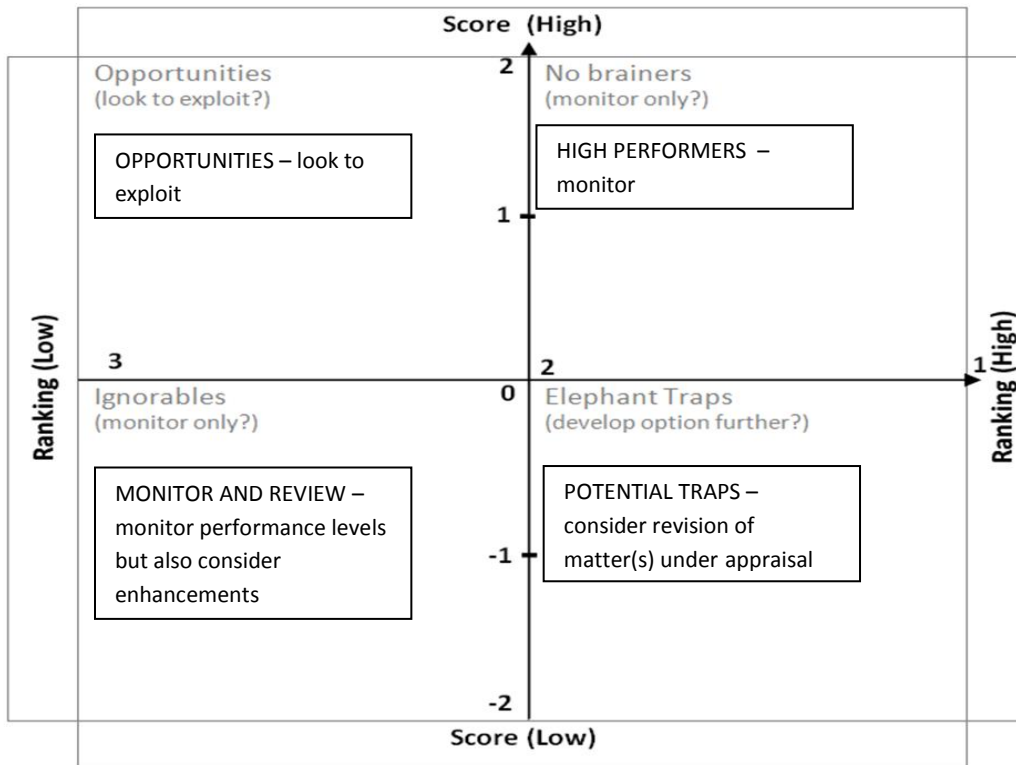 Score (High)
2
Opportunities
(look to exploit?)
No brainers
(monitor only?)
OPPORTUNITIES – look to
exploit
HIGH PERFORMERS –
monitor
1
Ranking (Low)
3
2
1
Ranking (High)
0
Ignorables
(monitor only?)
Elephant Traps
(develop option further?)
MONITOR AND REVIEW –
monitor performance levels
but also consider
enhancements
POTENTIAL TRAPS –
consider revision of
matter(s) under appraisal
-1
-2
Score (Low)